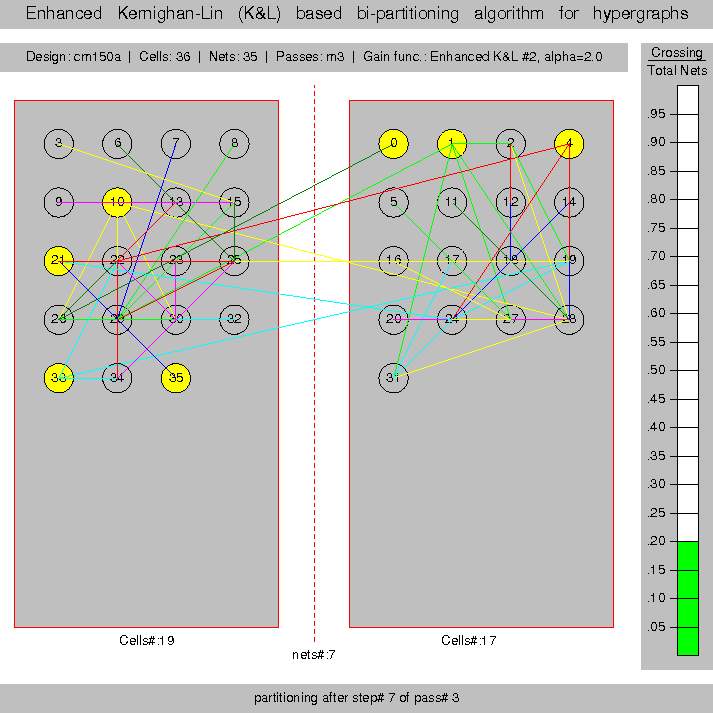 Enhanced Kernighan-Lin (K&L) based bi-partitioning algorithm for hypergraphs
Design: cm150a | Cells: 36 | Nets: 35 | Passes: m3 | Gain func.: Enhanced K&L #2, alpha=2.0
Crossing
Total Nets
.95
.90
.85
.80
.75
.70
.65
.60
.55
.50
.45
.40
.35
.30
.25
.20
.15
.10
.05
3 6 7 8
9 10 13 15
21 22 23 25
30 32
33 34 35
0 1 2 4
5 11 12 14
16 17 18 19
20 24 27 28
31
Cells#:19
nets#:7
Cells#:17
partitioning after step# 7 of pass# 3